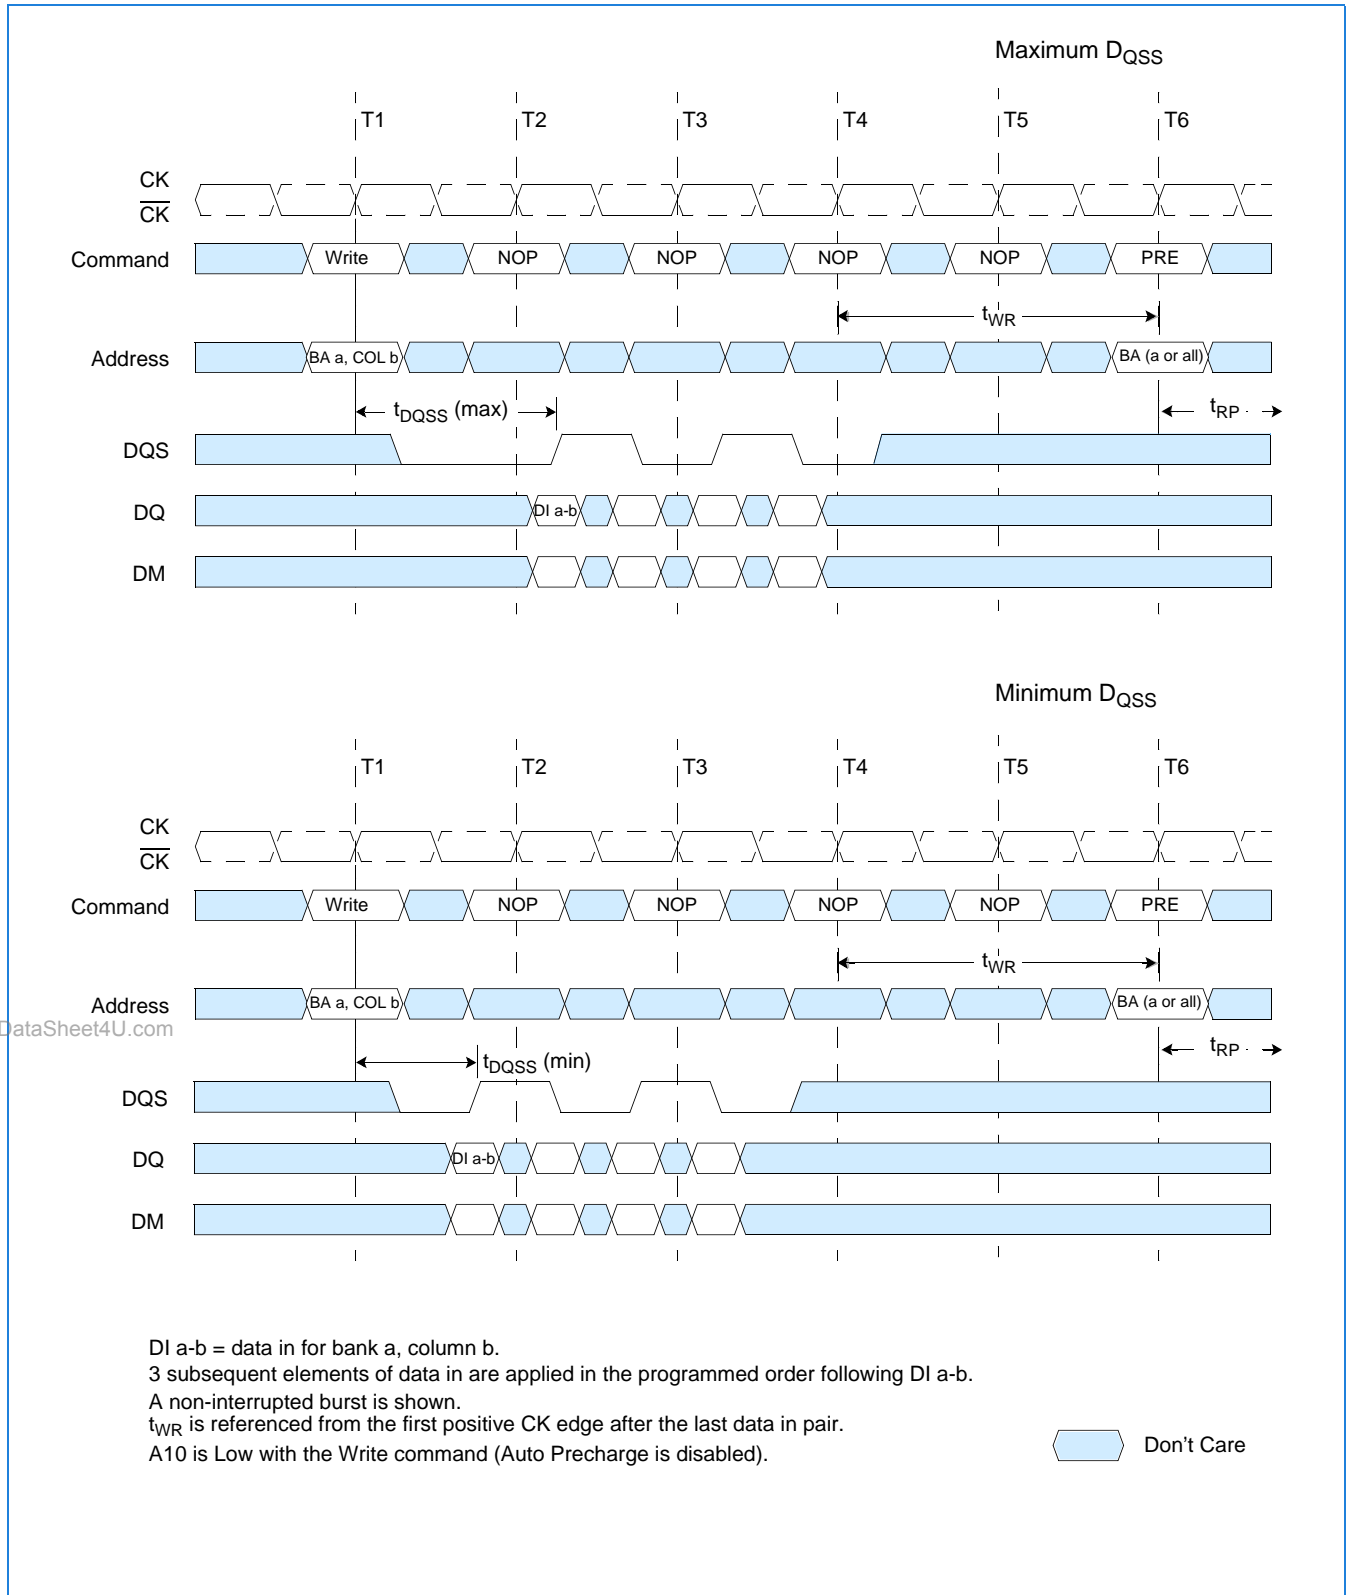 Maximum DQSS
T1 T2 T3 T4 T5 T6
CK
CK
Command Write NOP NOP NOP NOP PRE
tWR
Address BA a, COL b BA (a or all)
tDQSS (max) tRP
DQS
DQ DI a-b
DM
Minimum DQSS
T1 T2 T3 T4 T5 T6
CK
CK
Command Write NOP NOP NOP NOP PRE
tWR
Address BA a, COL b BA (a or all)
DataSheet4U.com
tDQSS (min) tRP
DQS
DQ DI a-b
DM
DI a-b = data in for bank a, column b.
3 subsequent elements of data in are applied in the programmed order following DI a-b.
A non-interrupted burst is shown.
tWR is referenced from the first positive CK edge after the last data in pair.
A10 is Low with the Write command (Auto Precharge is disabled).
Don't Care